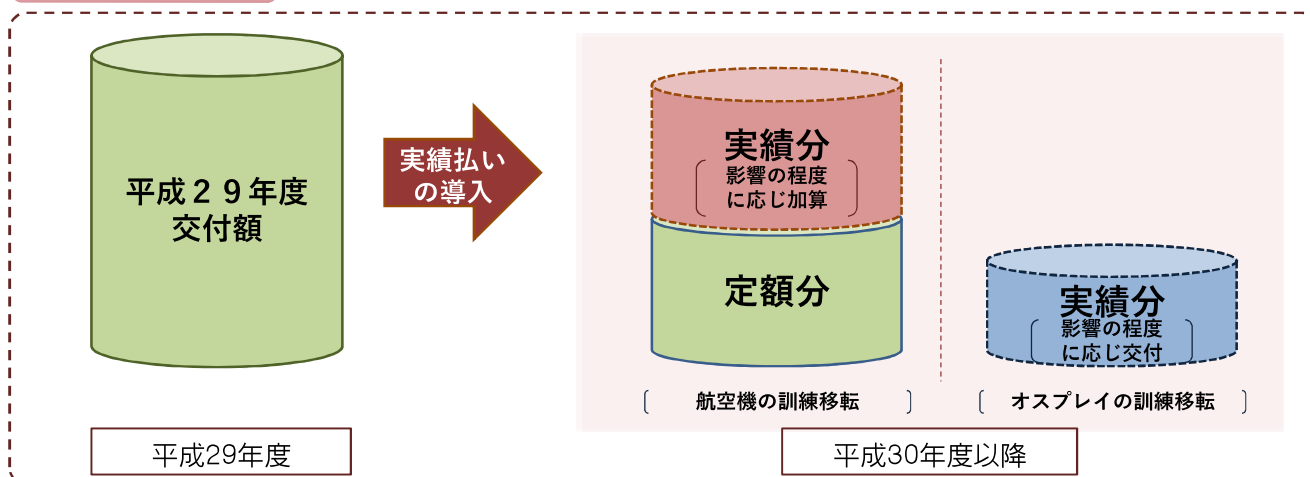 平成２９年度
交付額
実績払い
の導入
実績分
影響の程度
に応じ加算
定額分
実績分
影響の程度
に応じ交付
航空機の訓練移転
オスプレイの訓練移転
平成29年度
平成30年度以降